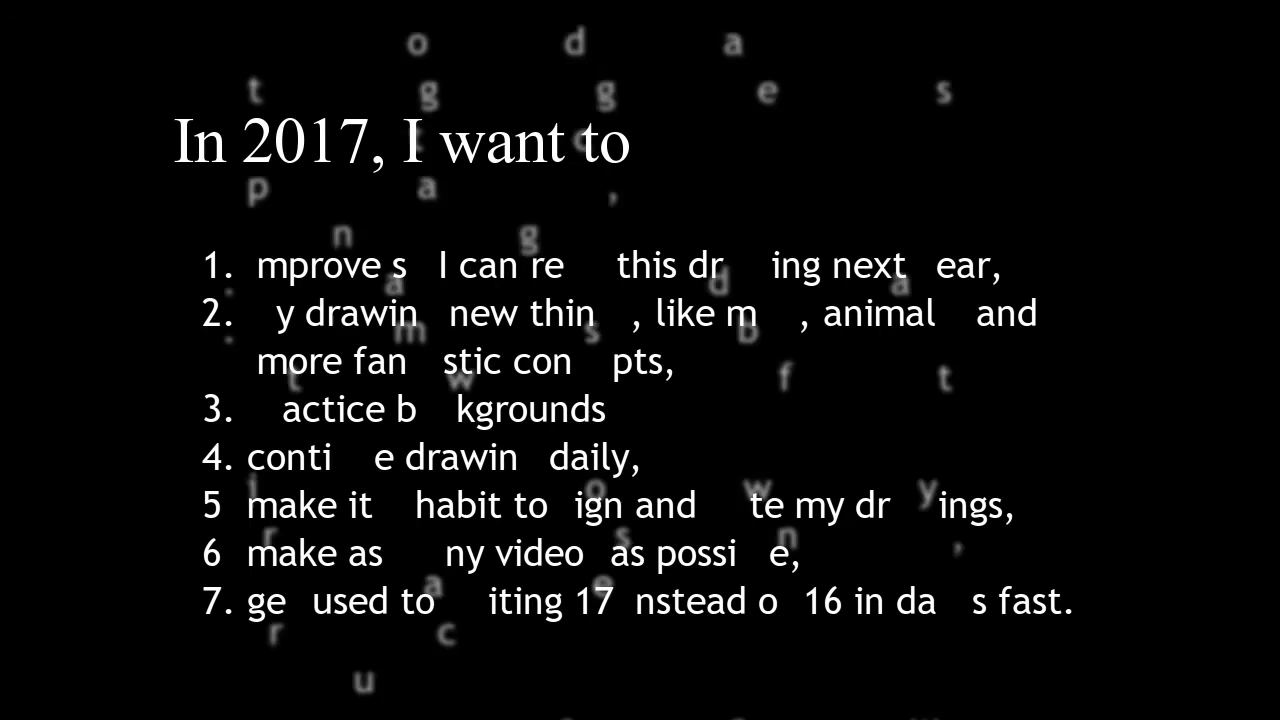 In 2017, I want to
1. mprove s I can re this dr ing next ear,
2. y drawin new thin , like m , animal and
more fan stic con pts,
3. actice b kgrounds
4. conti e drawin daily,
5 make it habit to ign and te my dr ings,
6 make as ny video as possi e,
7. ge used to iting 17 nstead o 16 in da s fast.